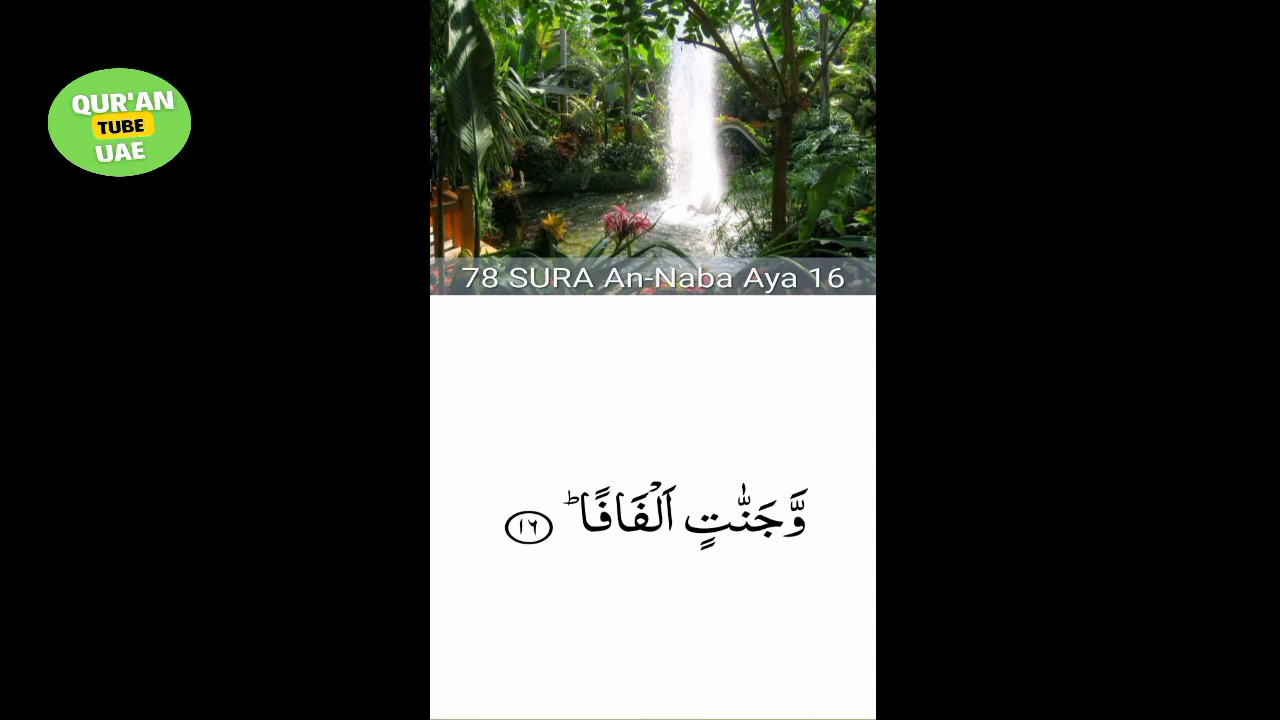 QUR'AN
TUBE
UAE
78 SURA An-Naba Aya 16
وَّجَنّٰتٍ اَلْفَافًاؕ ۝١٦